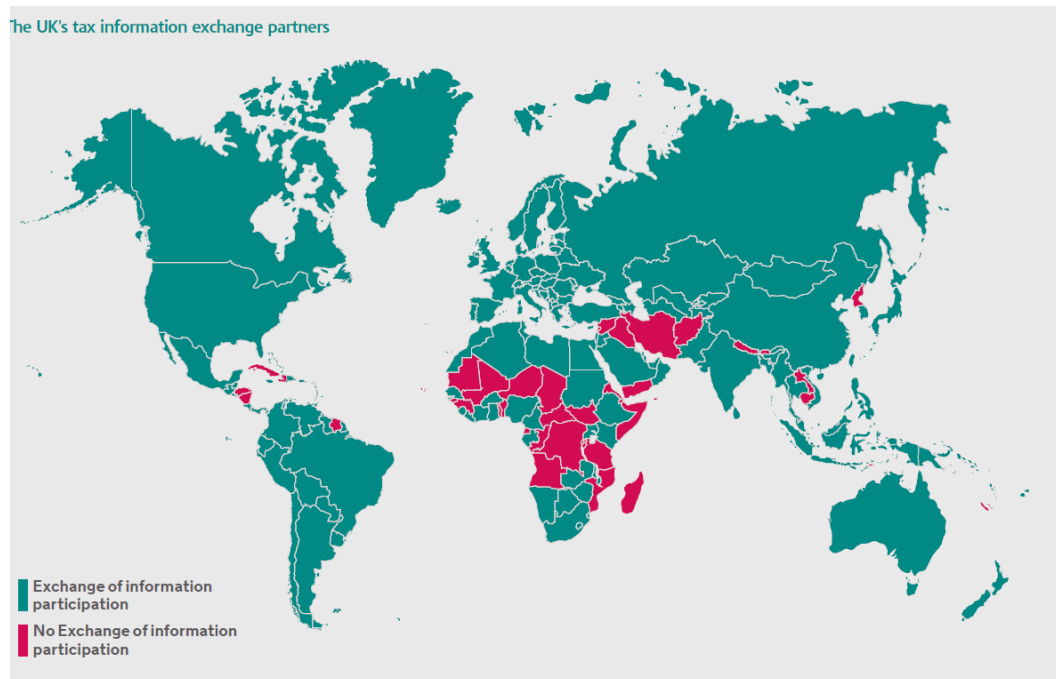 The UK's tax information exchange partners
Exchange of information
participation
No Exchange of information
participation